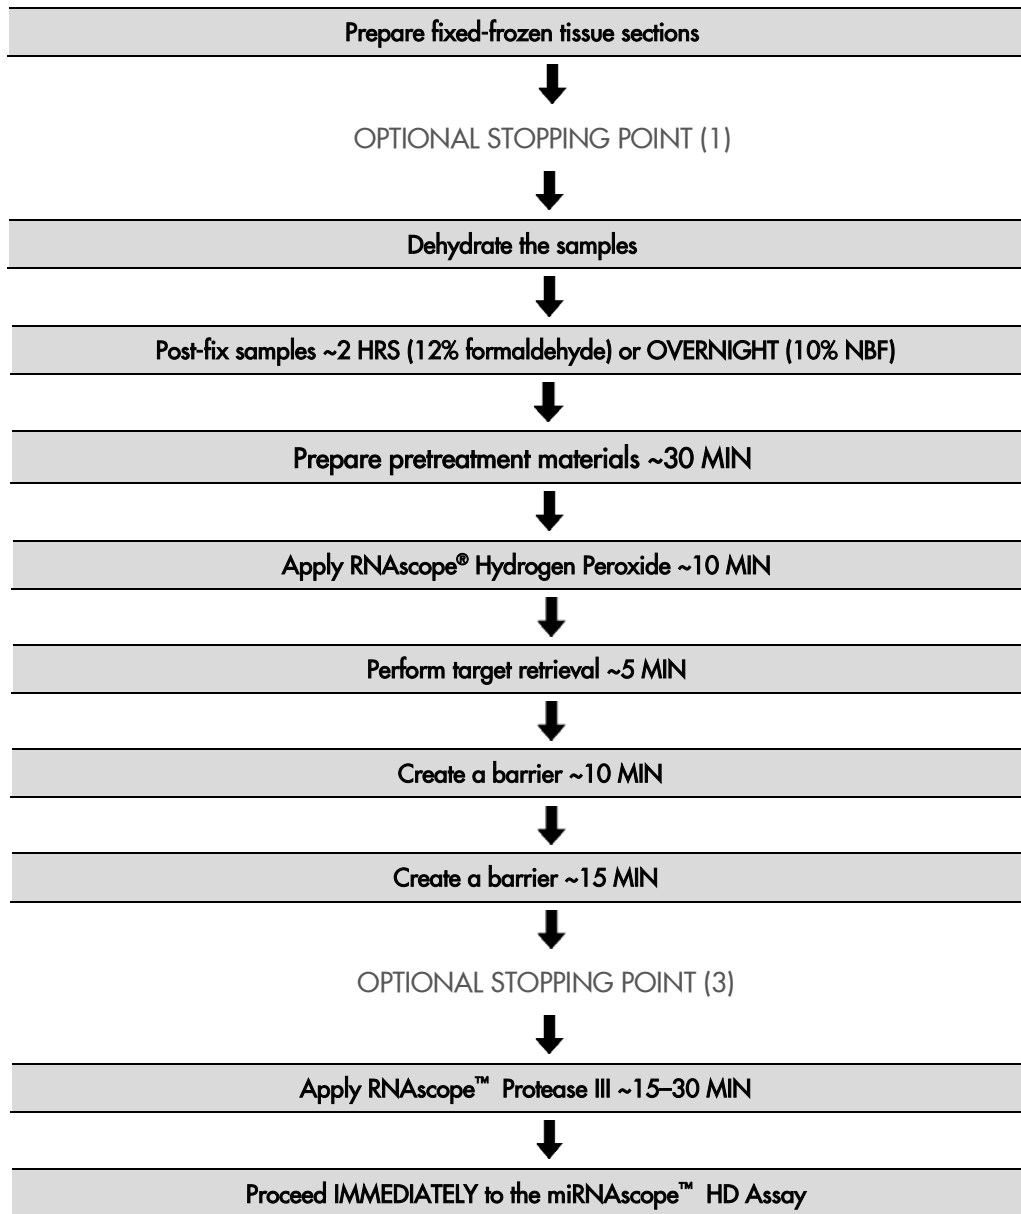 Prepare fixed-frozen tissue sections
OPTIONAL STOPPING POINT (1)
Dehydrate the samples
Post-fix samples ~2 HRS (12% formaldehyde) or OVERNIGHT (10% NBF)
Prepare pretreatment materials ~30 MIN
Apply RNAscope® Hydrogen Peroxide ~10 MIN
Perform target retrieval ~5 MIN
Create a barrier ~10 MIN
Create a barrier ~15 MIN
OPTIONAL STOPPING POINT (3)
Apply RNAscope™ Protease III ~15–30 MIN
Proceed IMMEDIATELY to the miRNAscope™ HD Assay